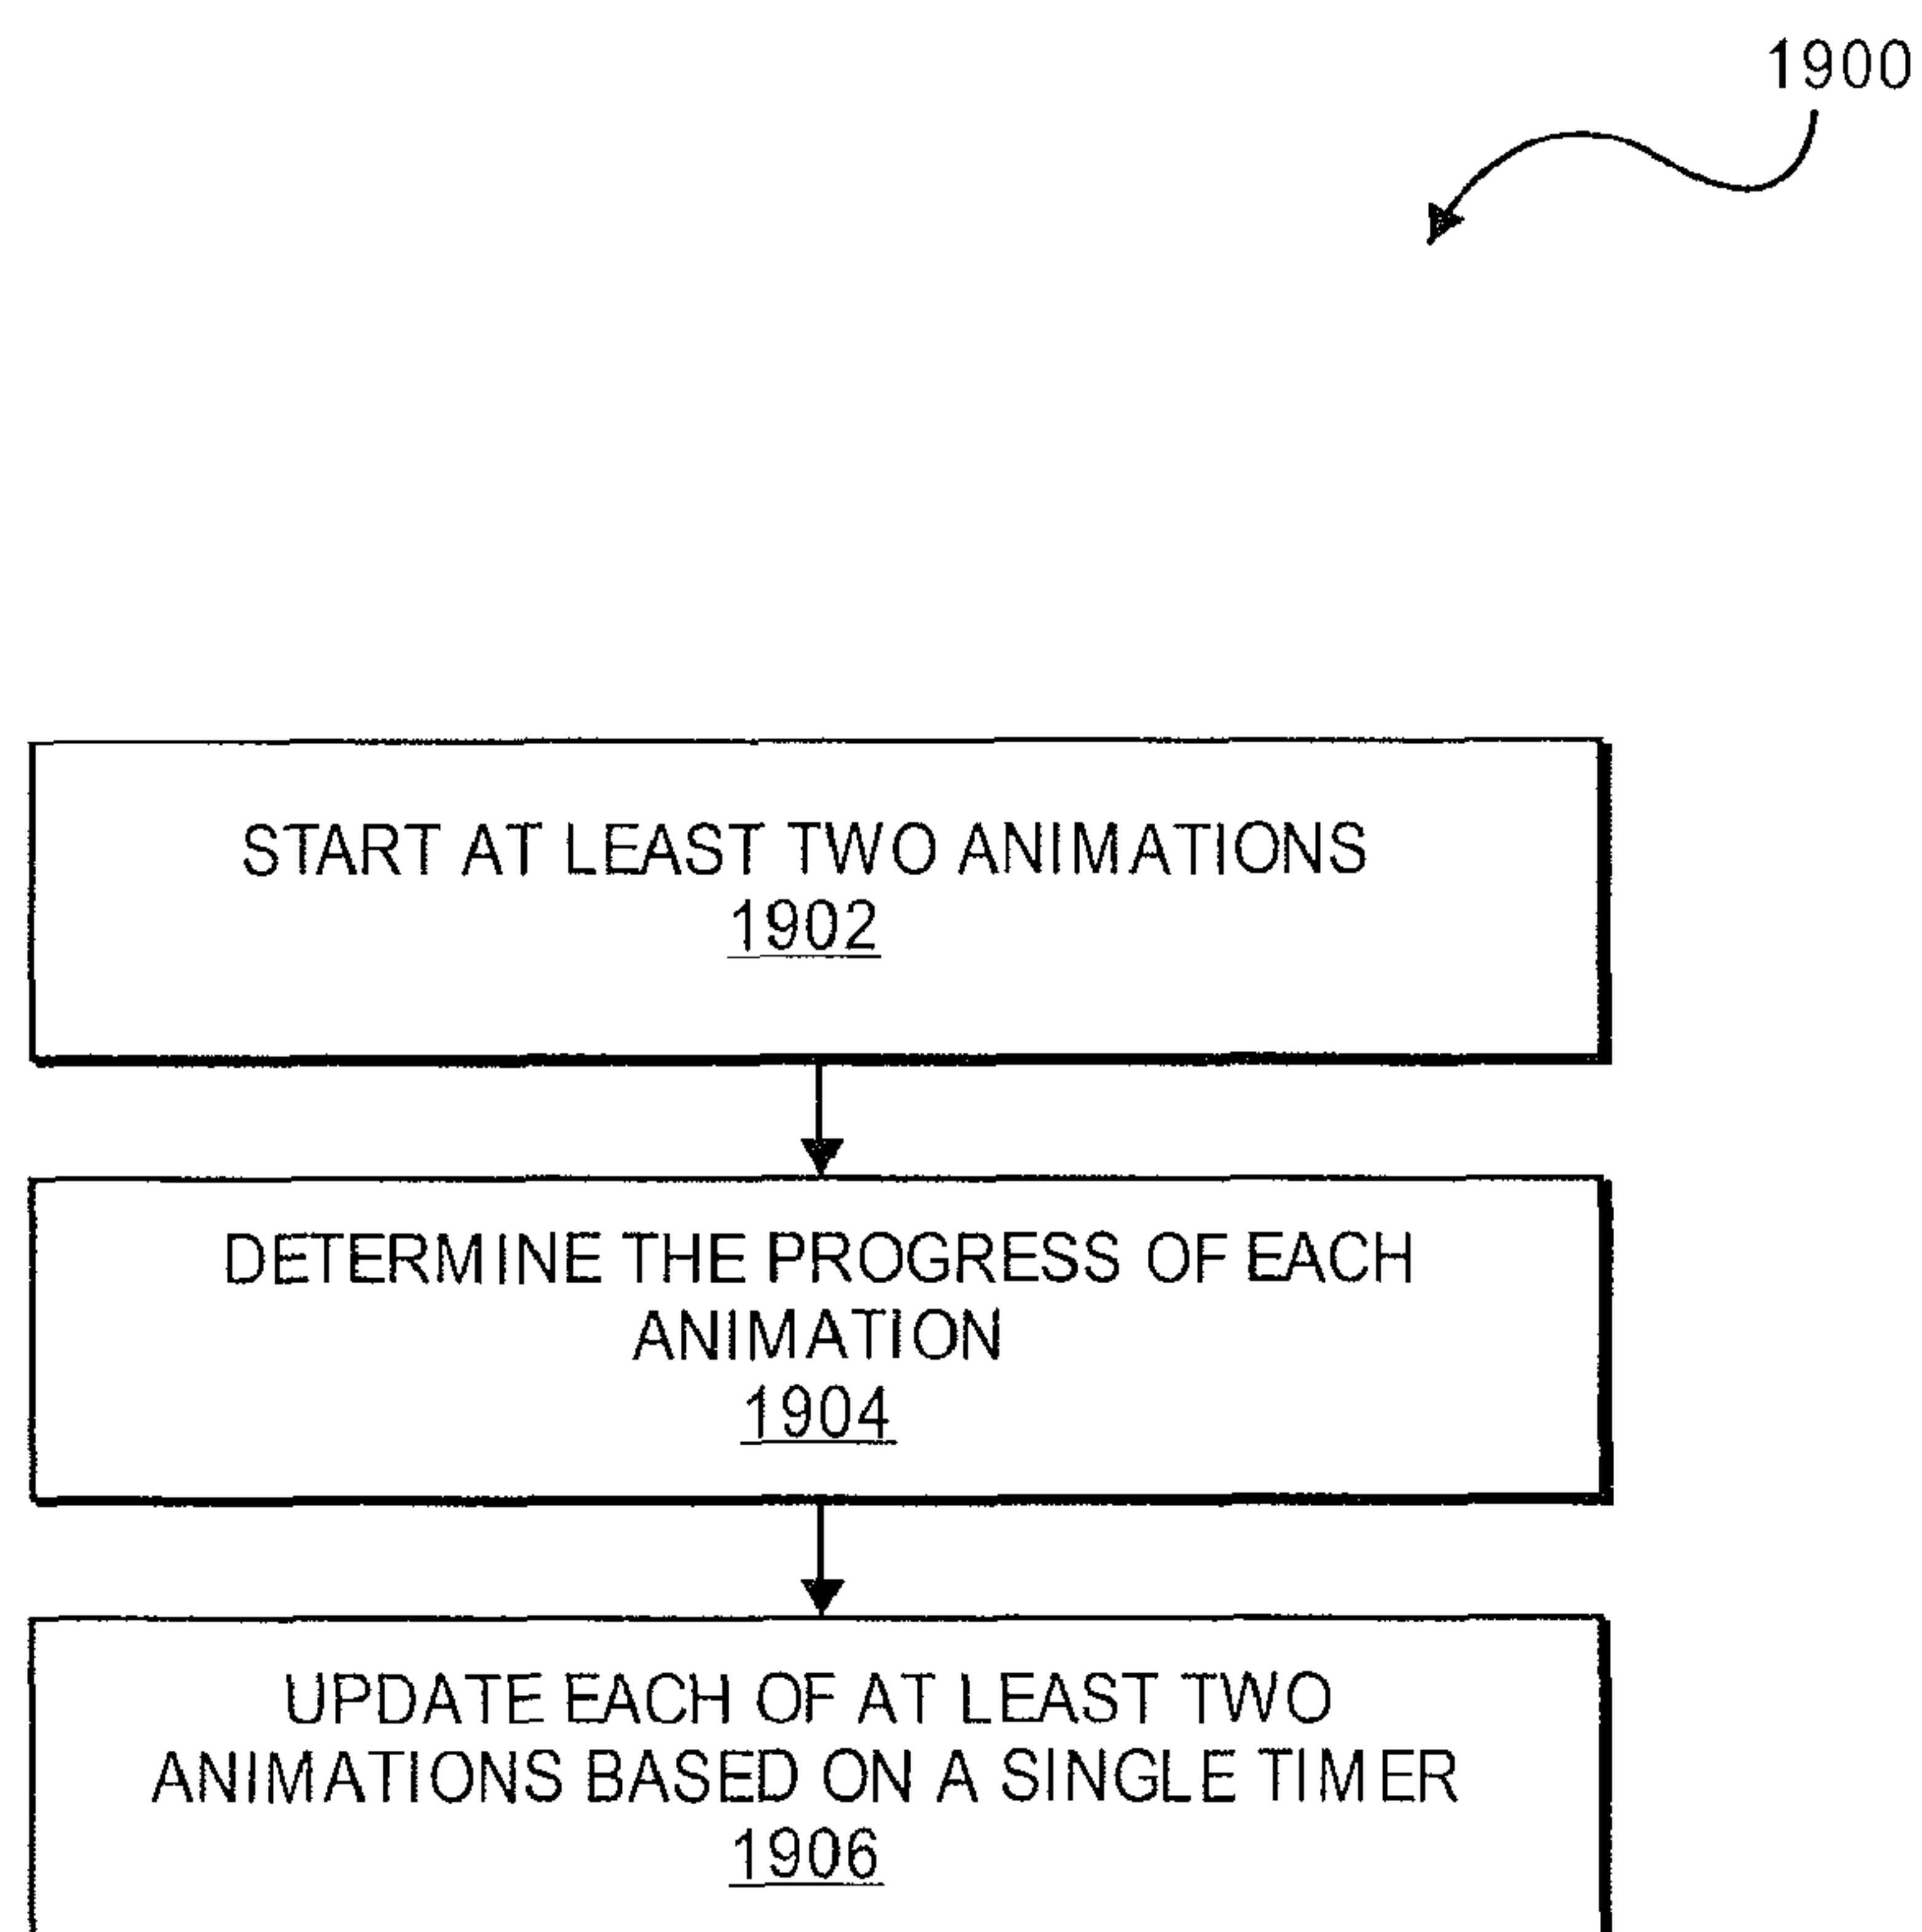 1900
START AT LEAST TWO ANIMATIONS
1902
DETERMINE THE PROGRESS OF EACH
ANIMATION
1904
UPDATE EACH OF AT LEAST TWO
ANIMATIONS BASED ON A SINGLE TIMER
1906